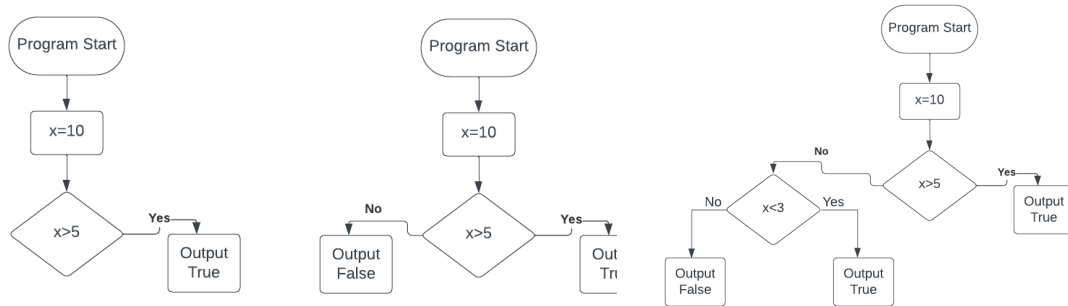 Program Start
x=10
x>5
Yes
Output
True
Program Start
x=10
No
x>5
Yes
Output
False
Program Start
x=10
No
x>5
Yes
Output
True
No
x<3
Yes
Output
False
Output
True